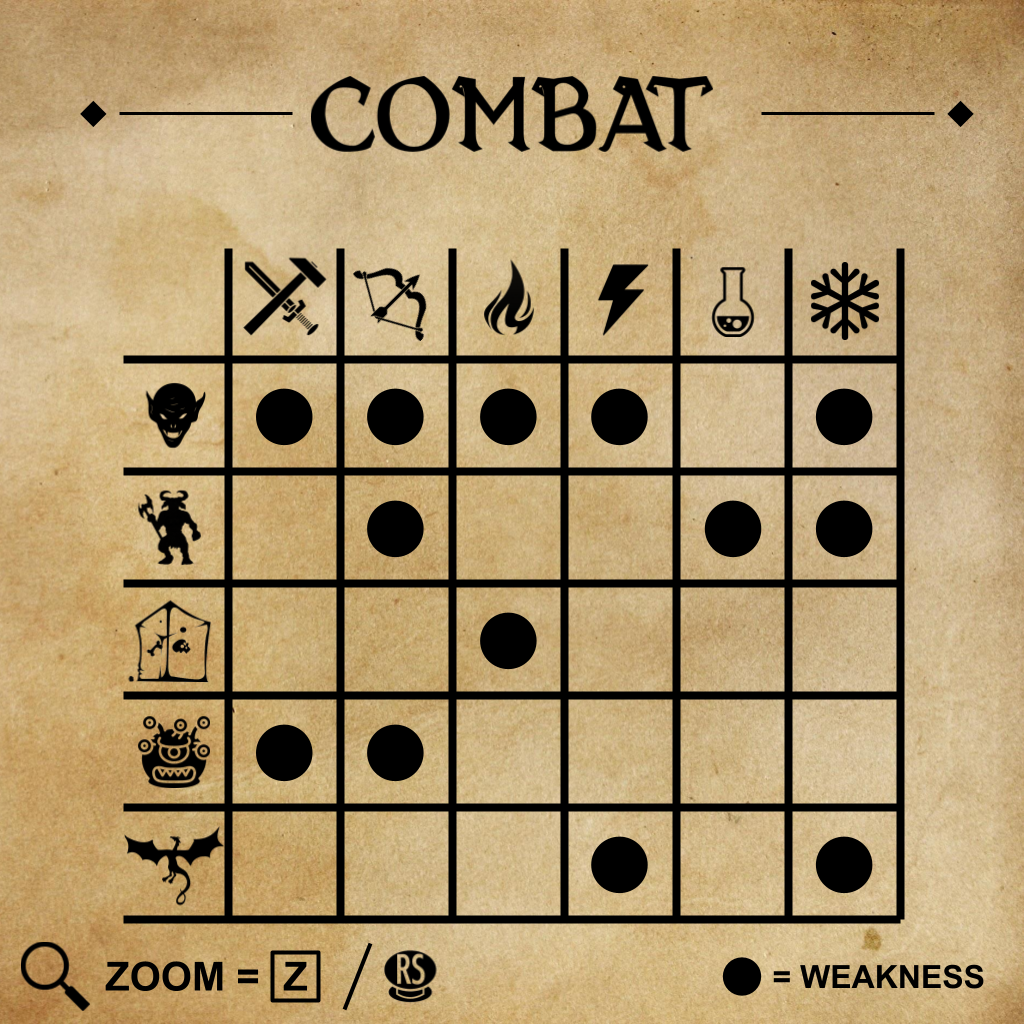 COMBAT
ZOOM = Z / RS
= WEAKNESS